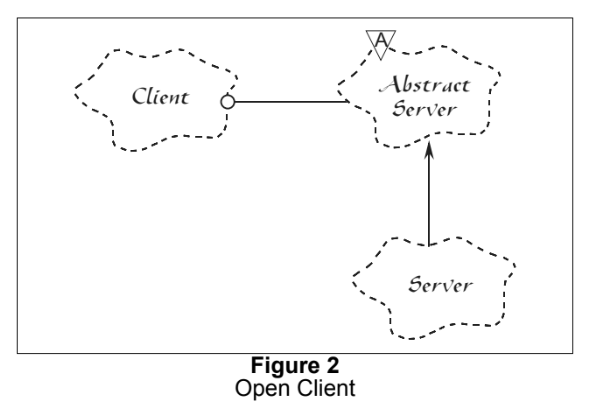 A
Client
Abstract
Server
Server
Figure 2
Open Client